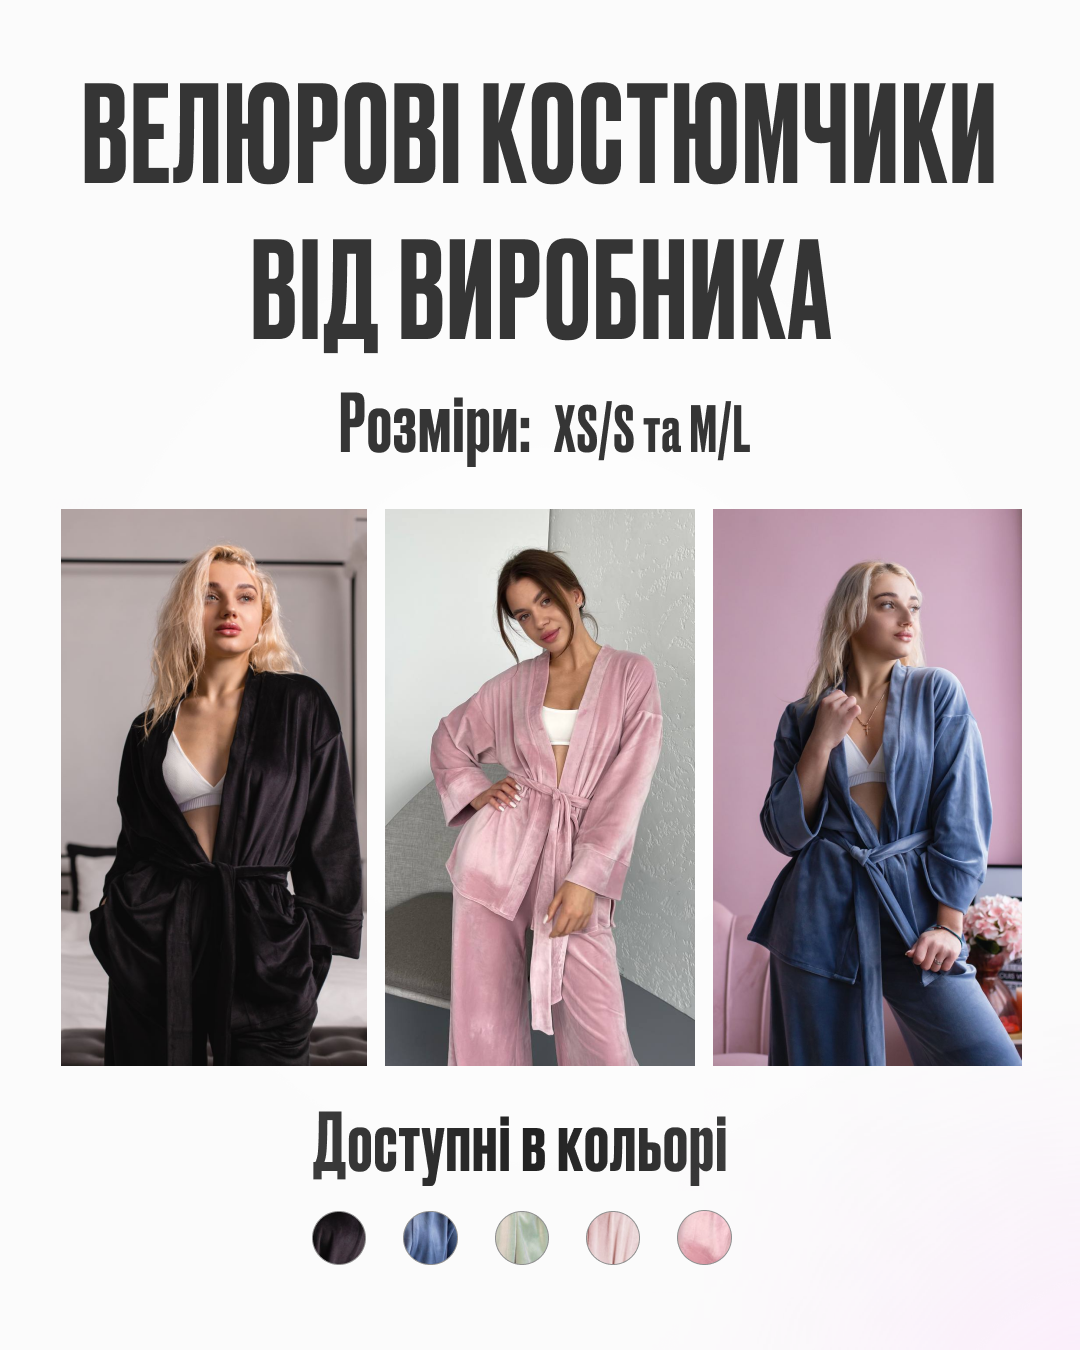 ВЕЛЮРОВІ КОСТЮМЧИКИ
ВІД ВИРОБНИКА
Розміри: XS/S та M/L
Доступні в кольорі